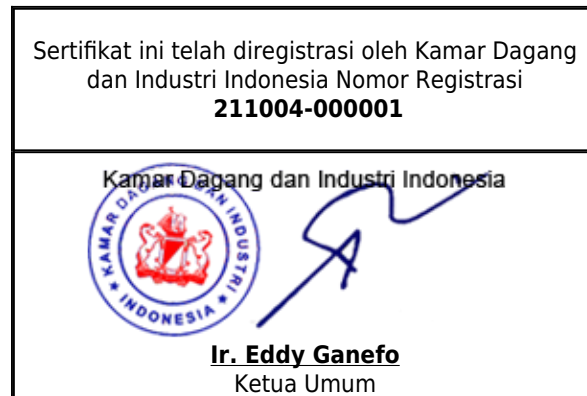 Sertifikat ini telah diregistrasi oleh Kamar Dagang
dan Industri Indonesia Nomor Registrasi
211004-000001
Kamar Dagang dan Industri Indonesia
KAMAR DAGANG DAN INDUSTRI
INDONESIA
Ir. Eddy Ganefo
Ketua Umum